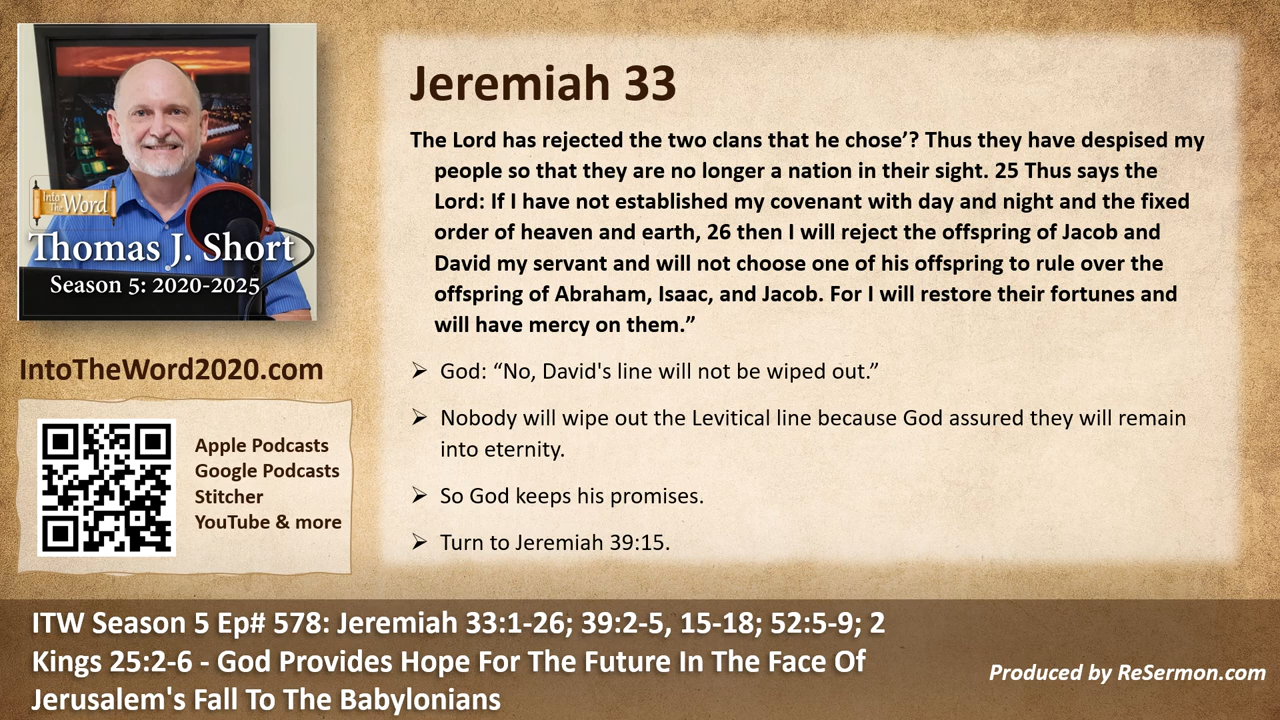 Into
The Word
Thomas J. Short
Season 5: 2020-2025
IntoTheWord2020.com
Apple Podcasts
Google Podcasts
Stitcher
YouTube & more
Jeremiah 33
The Lord has rejected the two clans that he chose’? Thus they have despised my
people so that they are no longer a nation in their sight. 25 Thus says the
Lord: If I have not established my covenant with day and night and the fixed
order of heaven and earth, 26 then I will reject the offspring of Jacob and
David my servant and will not choose one of his offspring to rule over the
offspring of Abraham, Isaac, and Jacob. For I will restore their fortunes and
will have mercy on them.”
➢ God: “No, David's line will not be wiped out.”
➢ Nobody will wipe out the Levitical line because God assured they will remain
into eternity.
➢ So God keeps his promises.
➢ Turn to Jeremiah 39:15.
ITW Season 5 Ep# 578: Jeremiah 33:1-26; 39:2-5, 15-18; 52:5-9; 2
Kings 25:2-6 - God Provides Hope For The Future In The Face Of
Jerusalem's Fall To The Babylonians
Produced by ReSermon.com